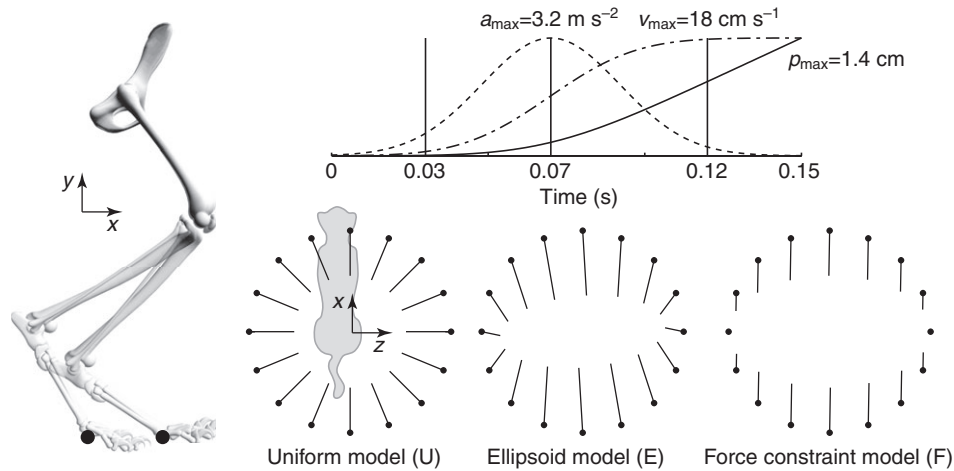 a_max=3.2 m s⁻² v_max=18 cm s⁻¹
p_max=1.4 cm
0 0.03 0.07 0.12 0.15
Time (s)
y
x
x
z
Uniform model (U) Ellipsoid model (E) Force constraint model (F)